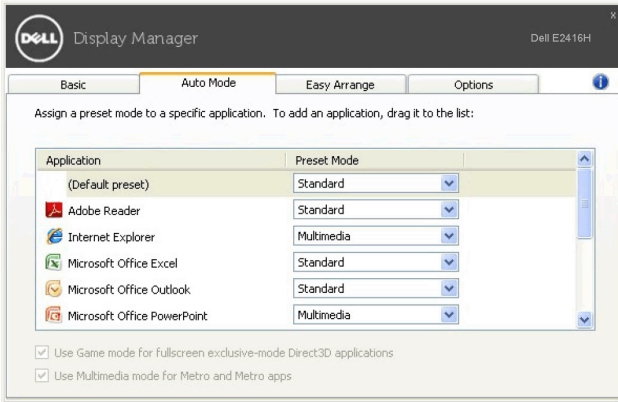 DELL Display Manager
X
Dell E2416H
Basic Auto Mode Easy Arrange Options
Assign a preset mode to a specific application. To add an application, drag it to the list:
Application Preset Mode
(Default preset) Standard
Adobe Reader Standard
Internet Explorer Multimedia
Microsoft Office Excel Standard
Microsoft Office Outlook Standard
Microsoft Office PowerPoint Multimedia
Use Game mode for fullscreen exclusive-mode Direct3D applications
Use Multimedia mode for Metro and Metro apps